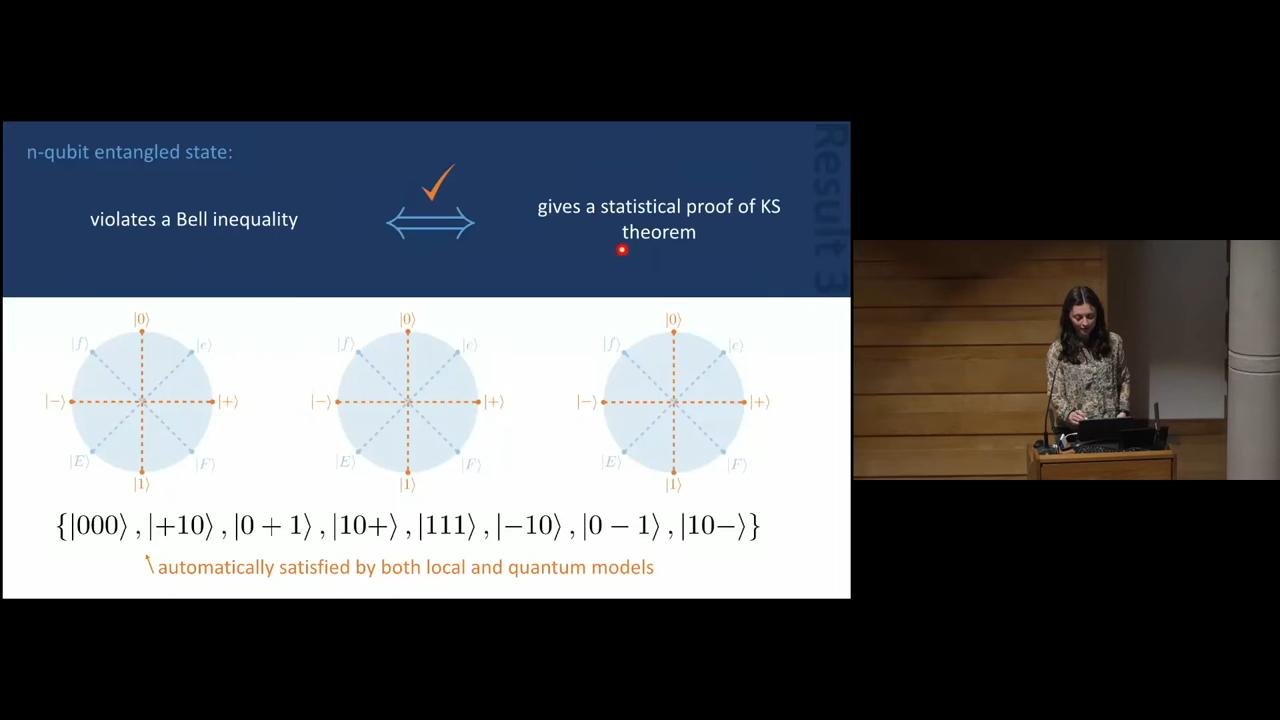 n-qubit entangled state:
violates a Bell inequality
gives a statistical proof of KS
theorem
Result 3
|0⟩
|f⟩
|e⟩
|−⟩
|+⟩
|E⟩
|F⟩
|1⟩
|0⟩
|f⟩
|e⟩
|−⟩
|+⟩
|E⟩
|F⟩
|1⟩
|0⟩
|f⟩
|e⟩
|−⟩
|+⟩
|E⟩
|F⟩
|1⟩
{|000⟩ , |+10⟩ , |0 + 1⟩ , |10+⟩ , |111⟩ , |−10⟩ , |0 − 1⟩ , |10−⟩}
automatically satisfied by both local and quantum models